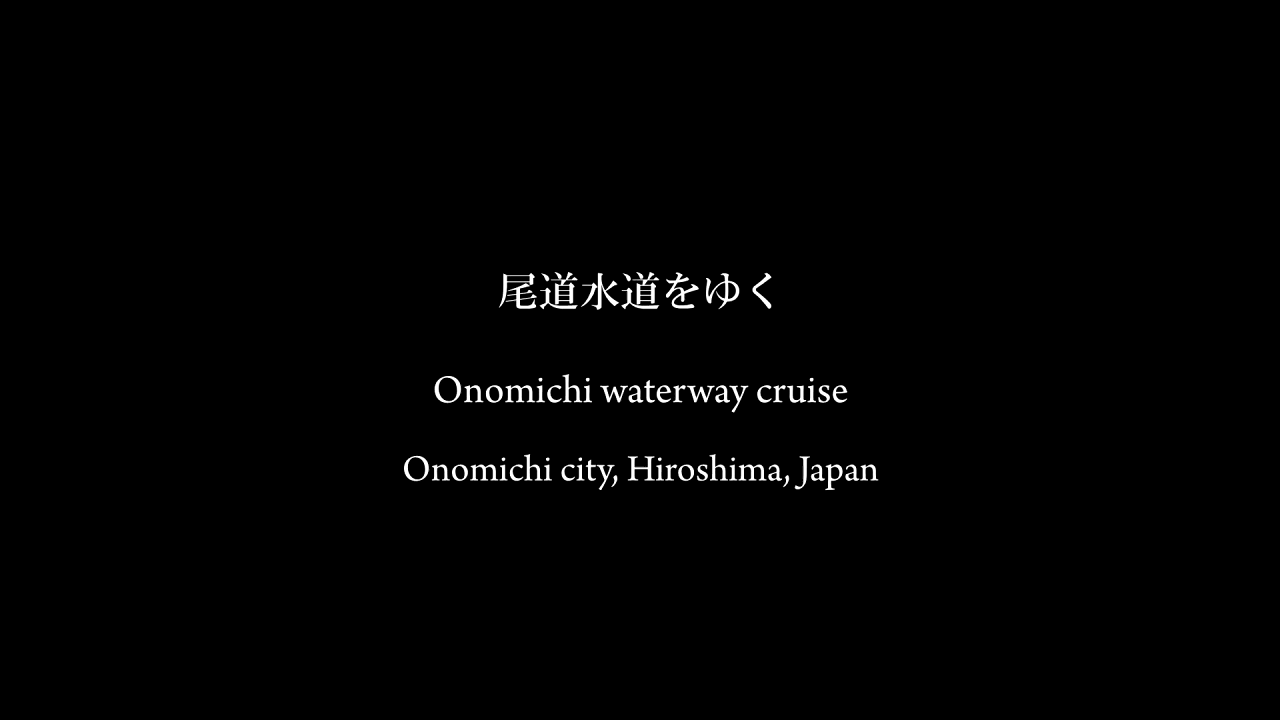 尾道水道をゆく
Onomichi waterway cruise
Onomichi city, Hiroshima, Japan